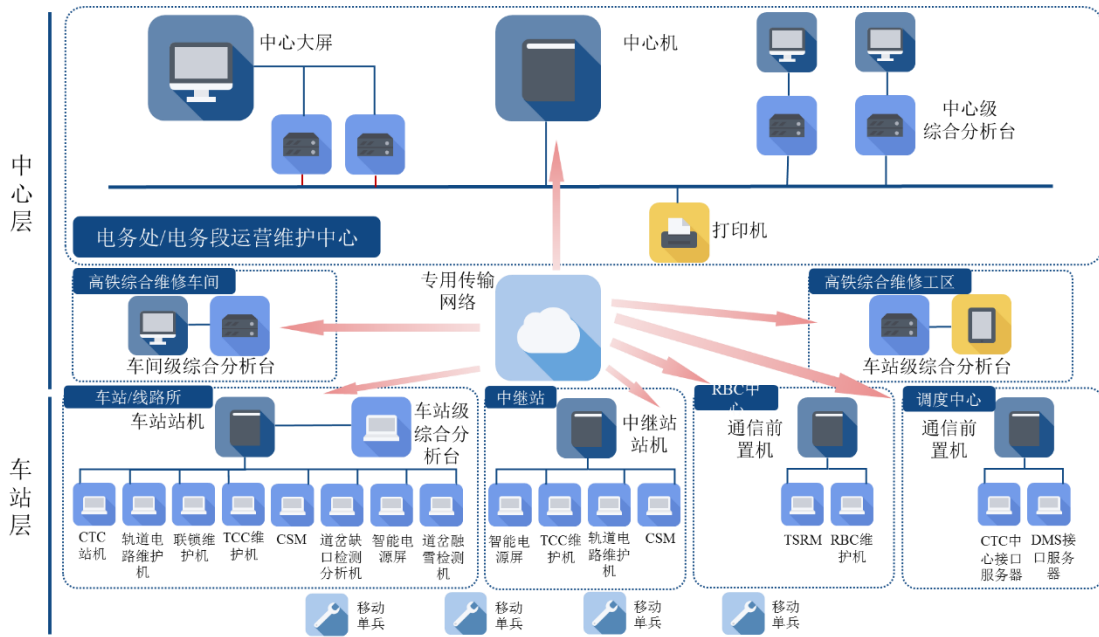 中心层
中心大屏
中心机
中心级
综合分析台
打印机
电务处/电务段运营维护中心
专用传输
网络
高铁综合维修车间
车间级综合分析台
高铁综合维修工区
车站级综合分析台
车站层
车站/线路所
车站站机
车站级
综合分
析台
CTC
站机
轨道电
路维护
机
联锁维
护机
TCC维
护机
CSM
道岔缺
口检测
分析机
智能电
源屏
道岔融
雪检测
机
中继站
中继站
站机
智能电
源屏
TCC维
护机
轨道电
路维护
机
CSM
RBC中
心
通信前
置机
TSRM
RBC维
护机
调度中心
通信前
置机
CTC中
心接口
服务器
DMS接
口服务
器
移动
单兵
移动
单兵
移动
单兵
移动
单兵